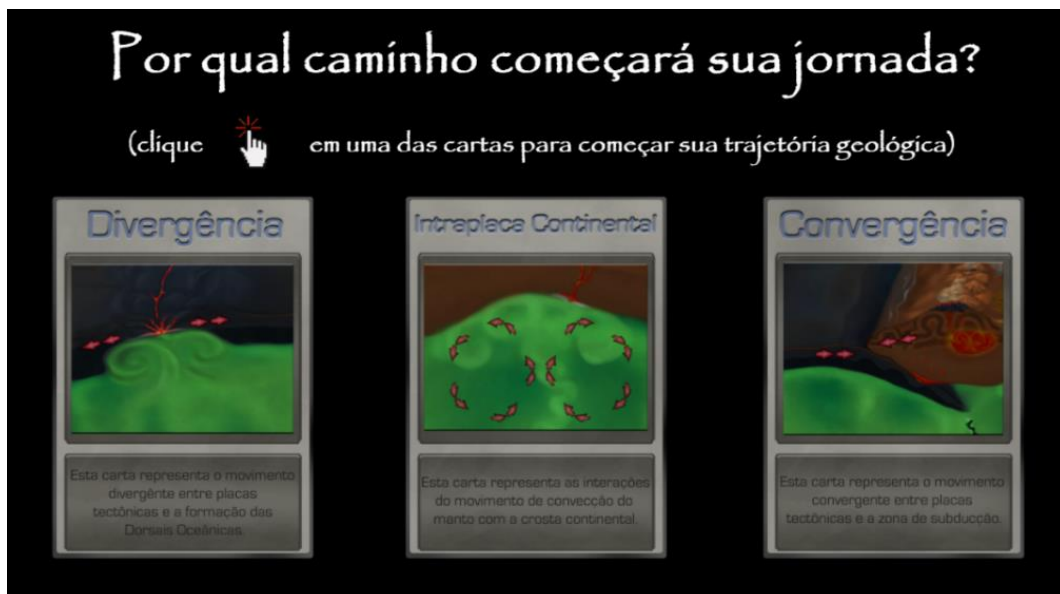 Por qual caminho começará sua jornada?
(clique em uma das cartas para começar sua trajetória geológica)
Divergência
Esta carta representa o movimento
divergênte entre placas
tectônicas e a formação das
Dorsais Oceânicas.
Intraplaca Continental
Esta carta representa as interações
do movimento de convecção do
manto com a crosta continental.
Convergência
Esta carta representa o movimento
convergente entre placas
tectônicas e a zona de subducção.